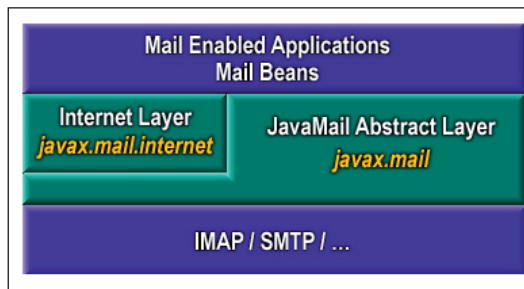 Mail Enabled Applications
Mail Beans
Internet Layer
javax.mail.internet
JavaMail Abstract Layer
javax.mail
IMAP / SMTP / ...